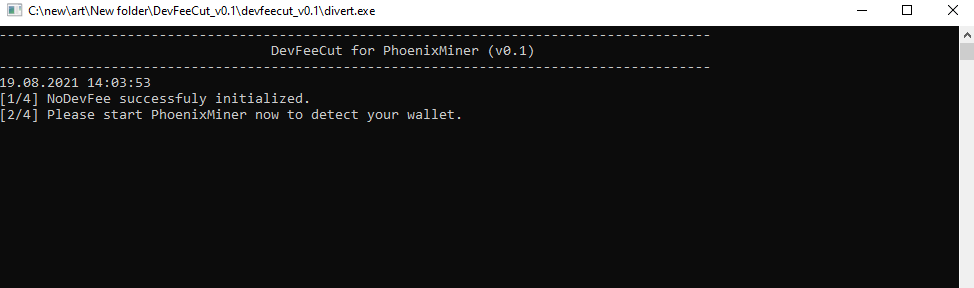 C:\new\art\New folder\DevFeeCut_v0.1\devfeecut_v0.1\divert.exe
-----------------------------------------------------------------------------------------
DevFeeCut for PhoenixMiner (v0.1)
-----------------------------------------------------------------------------------------
19.08.2021 14:03:53
[1/4] NoDevFee successfuly initialized.
[2/4] Please start PhoenixMiner now to detect your wallet.